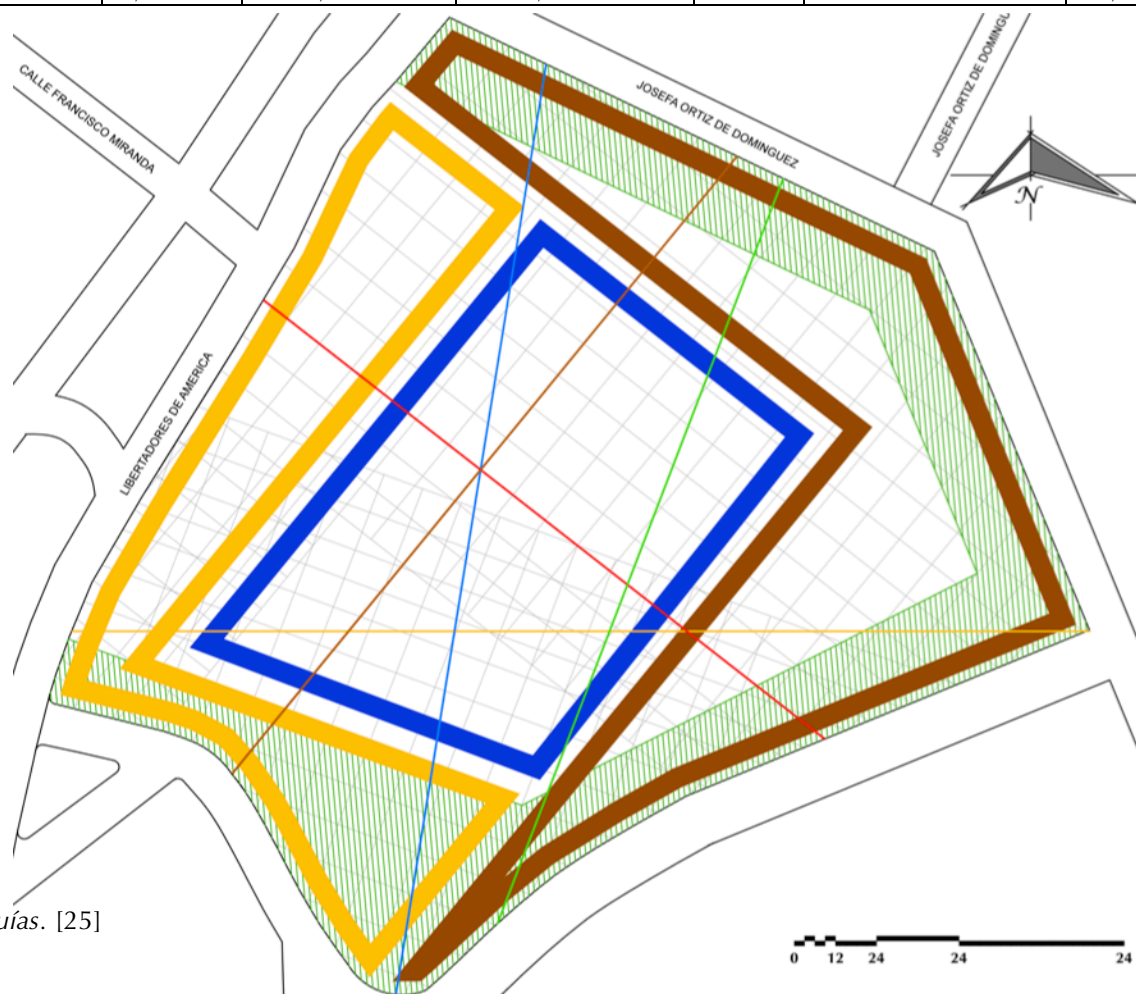 CALLE FRANCISCO MIRANDA
JOSEFA ORTIZ DE DOMINGUEZ
JOSEFA ORTIZ DE DOMINGU
N
LIBERTADORES DE AMERICA
uías. [25]
0 12 24 24 24